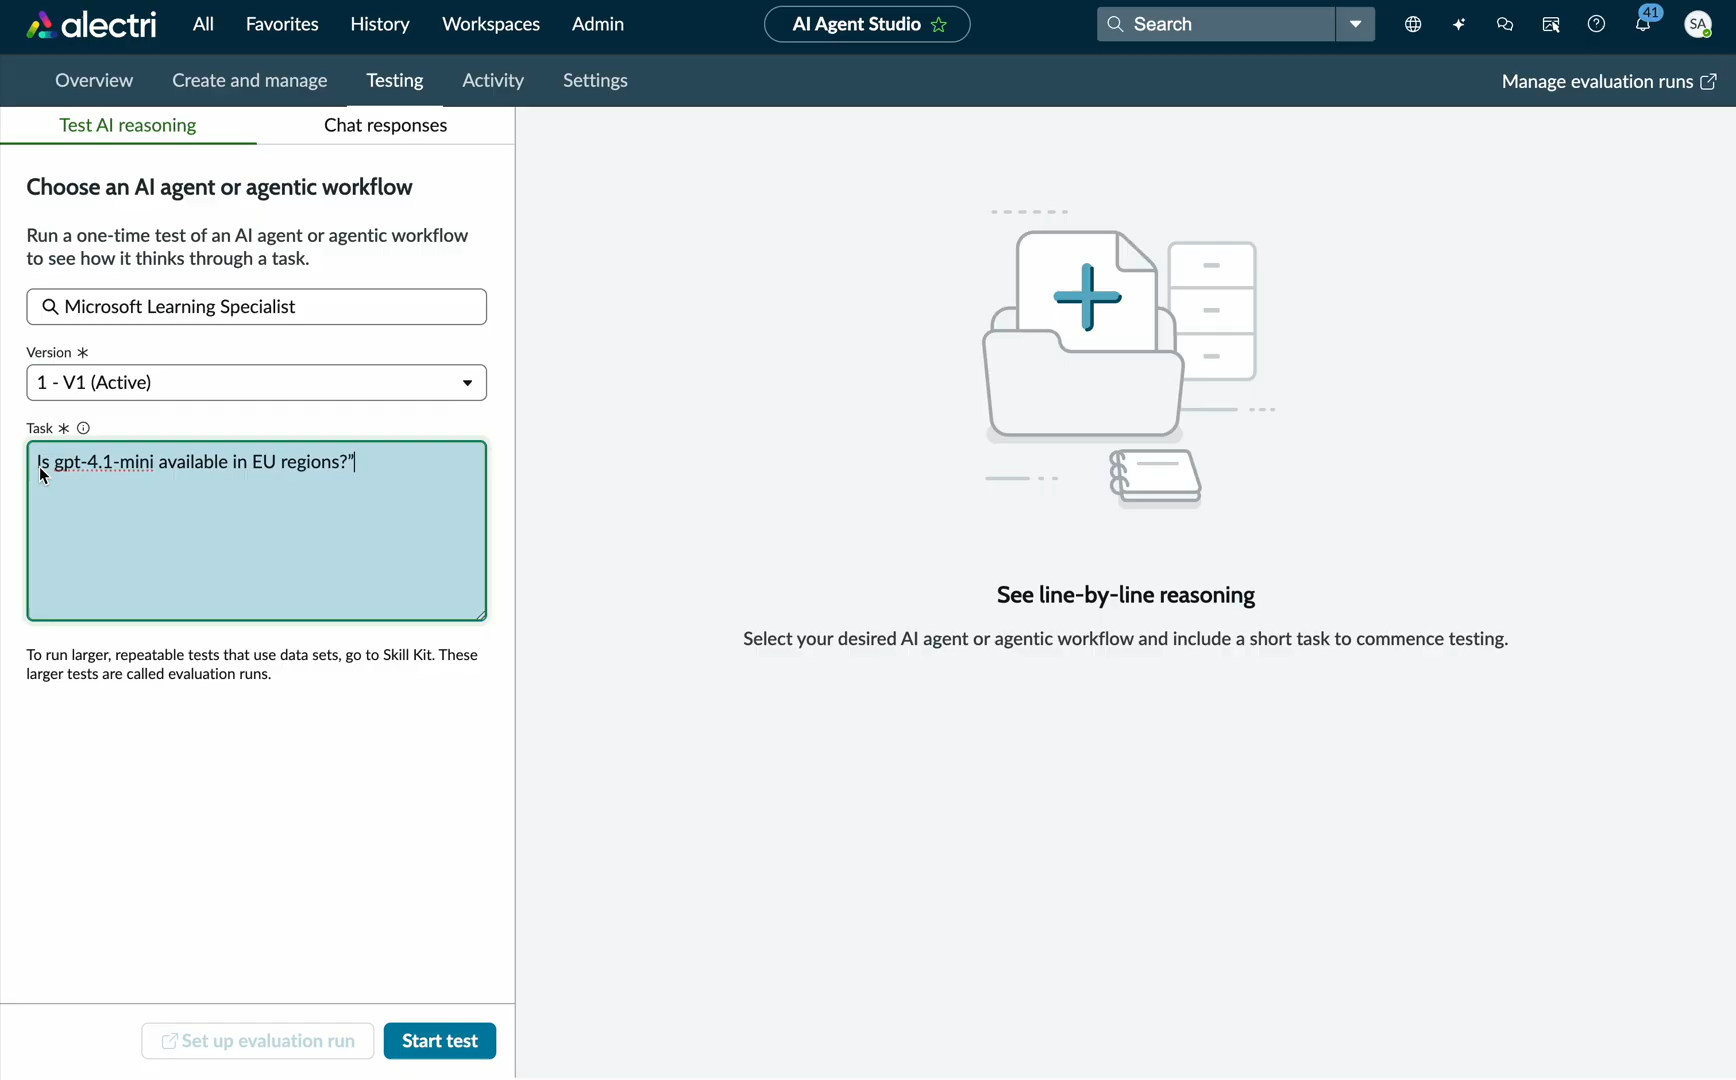 alectri
All
Favorites
History
Workspaces
Admin
AI Agent Studio
Search
41
SA
Overview
Create and manage
Testing
Activity
Settings
Manage evaluation runs
Test AI reasoning
Chat responses
Choose an AI agent or agentic workflow
Run a one-time test of an AI agent or agentic workflow
to see how it thinks through a task.
Microsoft Learning Specialist
Version *
1 - V1 (Active)
Task *
Is gpt-4.1-mini available in EU regions?”
To run larger, repeatable tests that use data sets, go to Skill Kit. These
larger tests are called evaluation runs.
Set up evaluation run
Start test
See line-by-line reasoning
Select your desired AI agent or agentic workflow and include a short task to commence testing.